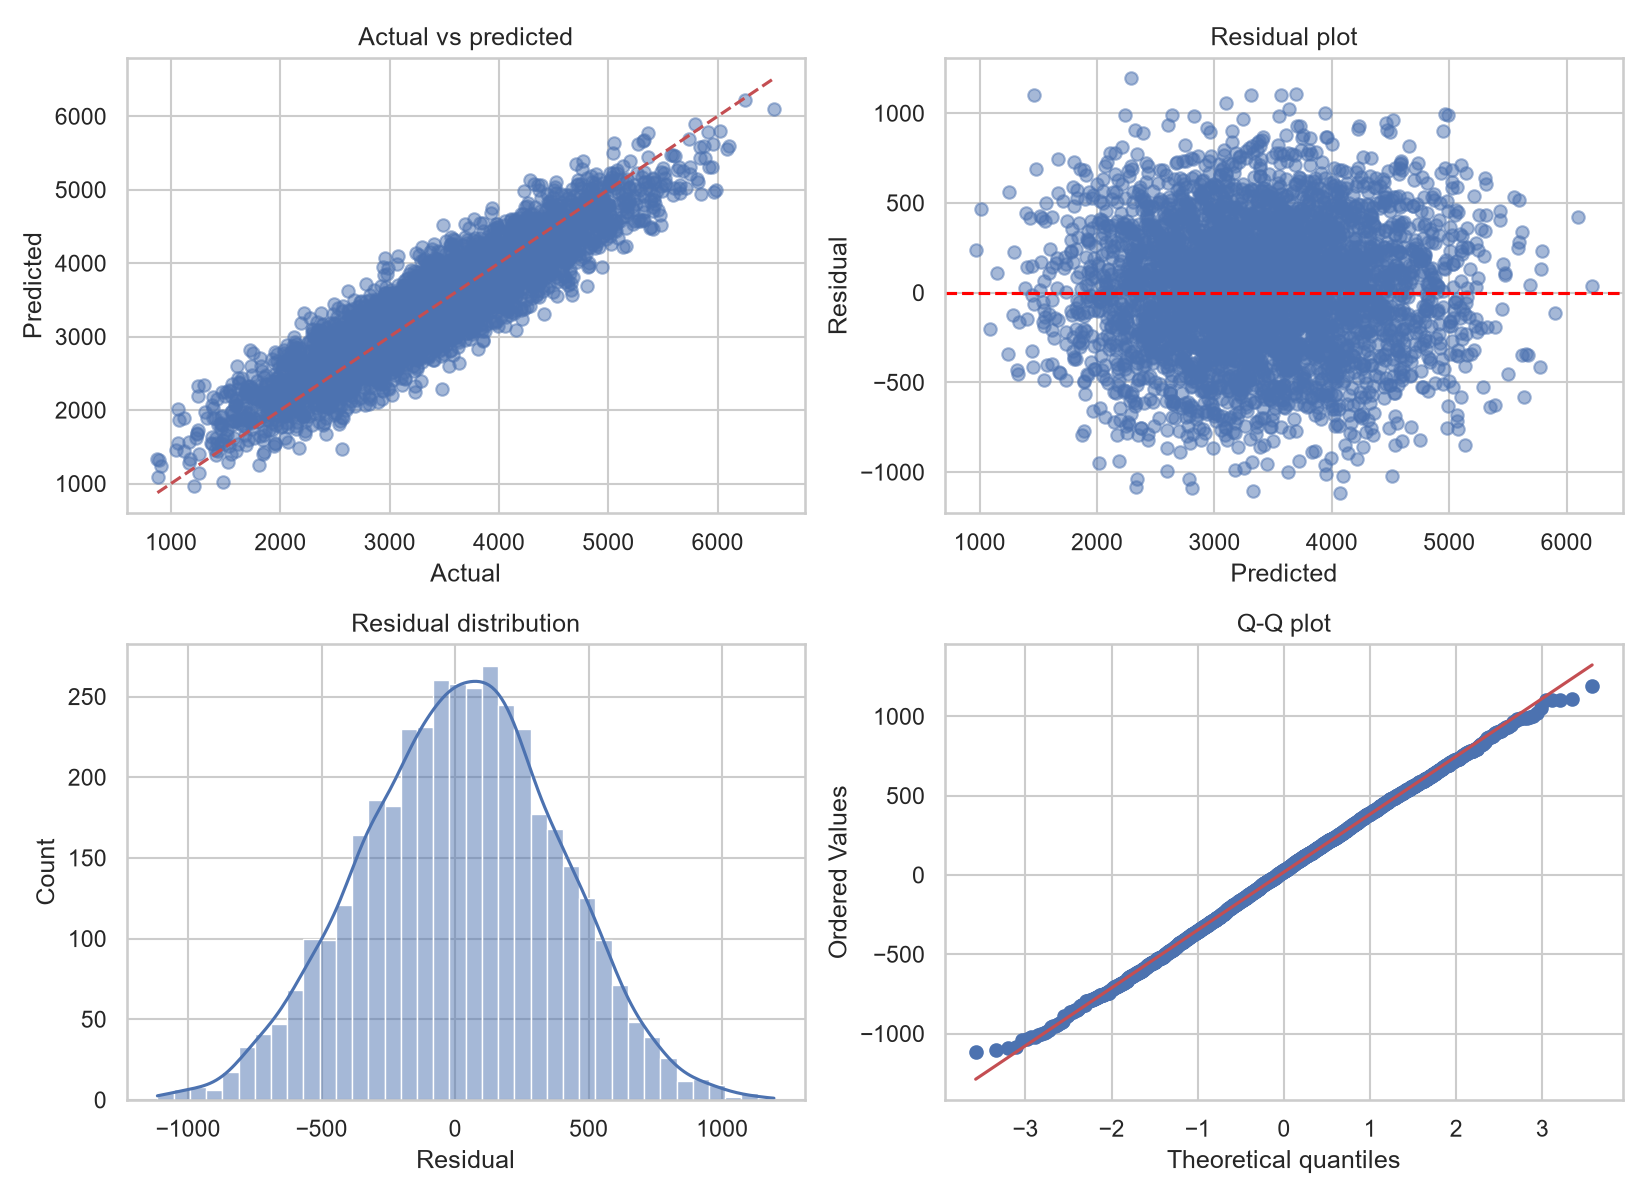 Actual vs predicted
Predicted
6000
5000
4000
3000
2000
1000
1000 2000 3000 4000 5000 6000
Actual
Residual plot
Residual
1000
500
0
−500
−1000
1000 2000 3000 4000 5000 6000
Predicted
Residual distribution
Count
250
200
150
100
50
0
−1000 −500 0 500 1000
Residual
Q-Q plot
Ordered Values
1000
500
0
−500
−1000
−3 −2 −1 0 1 2 3
Theoretical quantiles